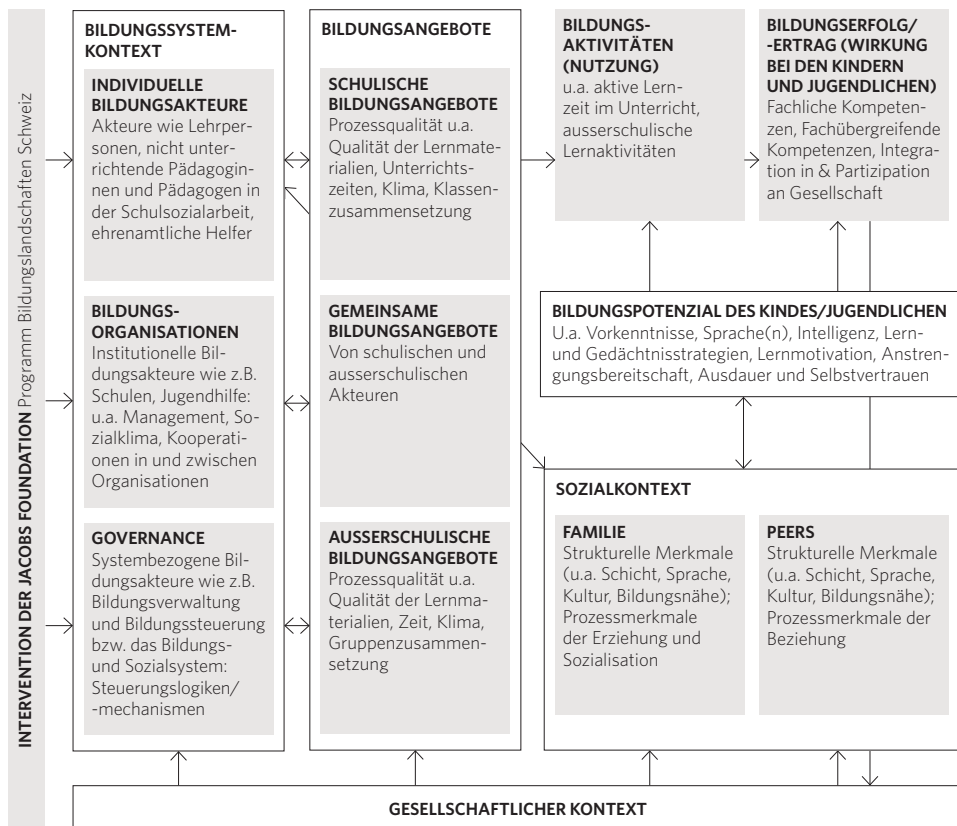 INTERVENTION DER JACOBS FOUNDATION Programm Bildungslandschaften Schweiz
BILDUNGSSYSTEM-
KONTEXT
INDIVIDUELLE
BILDUNGSAKTEURE
Akteure wie Lehrper-
sonen, nicht unter-
richtende Pädagogin-
nen und Pädagogen in
der Schulsozialarbeit,
ehrenamtliche Helfer
BILDUNGS-
ORGANISATIONEN
Institutionelle Bil-
dungsakteure wie z.B.
Schulen, Jugendhilfe:
u.a. Management, So-
zialklima, Kooperati-
onen in und zwischen
Organisationen
GOVERNANCE
Systembezogene Bil-
dungsakteure wie z.B.
Bildungsverwaltung
und Bildungssteuerung
bzw. das Bildungs-
und Sozialsystem:
Steuerungslogiken/
-mechanismen
BILDUNGSANGEBOTE
SCHULISCHE
BILDUNGSANGEBOTE
Prozessqualität u.a.
Qualität der Lernmate-
rialien, Unterrichts-
zeiten, Klima, Klassen-
zusammensetzung
GEMEINSAME
BILDUNGSANGEBOTE
Von schulischen und
ausserschulischen
Akteuren
AUSSERSCHULISCHE
BILDUNGSANGEBOTE
Prozessqualität u.a.
Qualität der Lernma-
terialien, Zeit, Klima,
Gruppenzusammen-
setzung
BILDUNGS-
AKTIVITÄTEN
(NUTZUNG)
u.a. aktive Lern-
zeit im Unterricht,
ausserschulische
Lernaktivitäten
BILDUNGSERFOLG/
-ERTRAG (WIRKUNG
BEI DEN KINDERN
UND JUGENDLICHEN)
Fachliche Kompeten-
zen, Fachübergreifende
Kompetenzen, Integra-
tion in & Partizipation
an Gesellschaft
BILDUNGSPOTENZIAL DES KINDES/JUGENDLICHEN
U.a. Vorkenntnisse, Sprache(n), Intelligenz, Lern-
und Gedächtnisstrategien, Lernmotivation, Anstren-
gungsbereitschaft, Ausdauer und Selbstvertrauen
SOZIALKONTEXT
FAMILIE
Strukturelle Merkmale
(u.a. Schicht, Sprache,
Kultur, Bildungsnähe);
Prozessmerkmale
der Erziehung und
Sozialisation
PEERS
Strukturelle Merkmale
(u.a. Schicht, Sprache,
Kultur, Bildungsnähe);
Prozessmerkmale der
Beziehung
GESELLSCHAFTLICHER KONTEXT